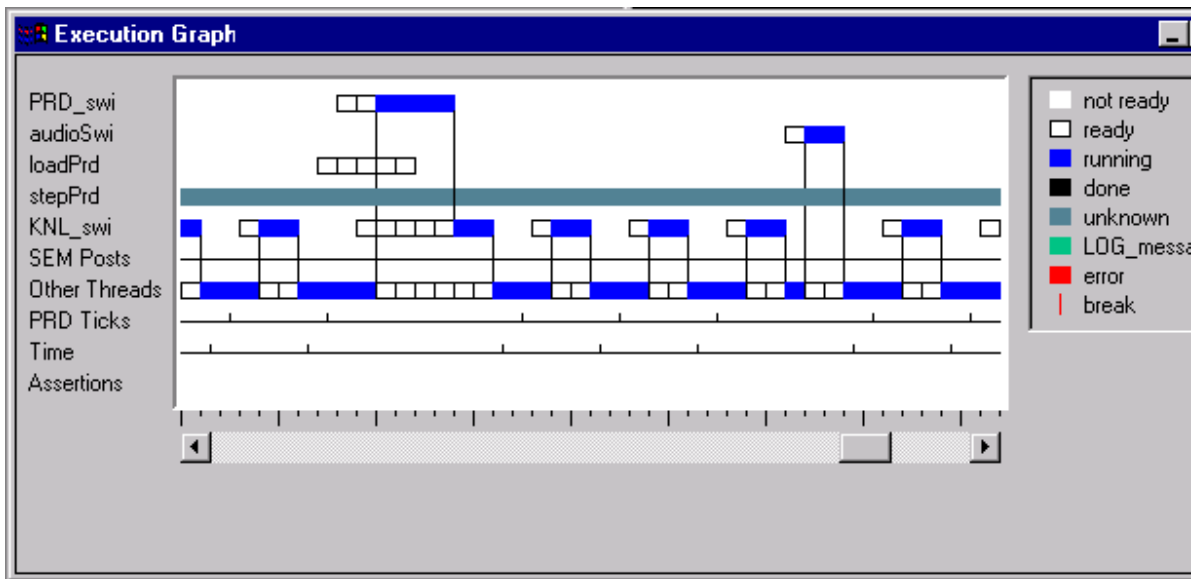 Execution Graph
PRD_swi
audioSwi
loadPrd
stepPrd
KNL_swi
SEM Posts
Other Threads
PRD Ticks
Time
Assertions
not ready
ready
running
done
unknown
LOG_messa
error
break